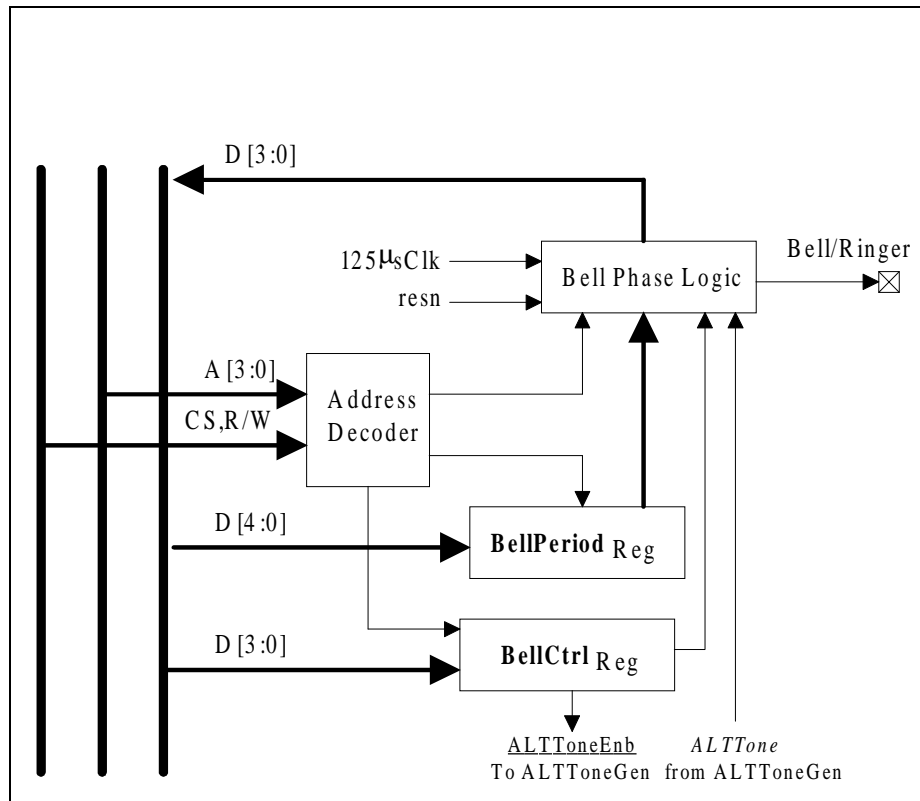 D[3:0]
Bell/Ringer
125μsClk
Bell Phase Logic
resn
A[3:0]
Address
Decoder
CS,R/W
D[4:0]
BellPeriod Reg
D[3:0]
BellCtrl Reg
ALTToneEnb
To ALTToneGen
ALTTone
from ALTToneGen